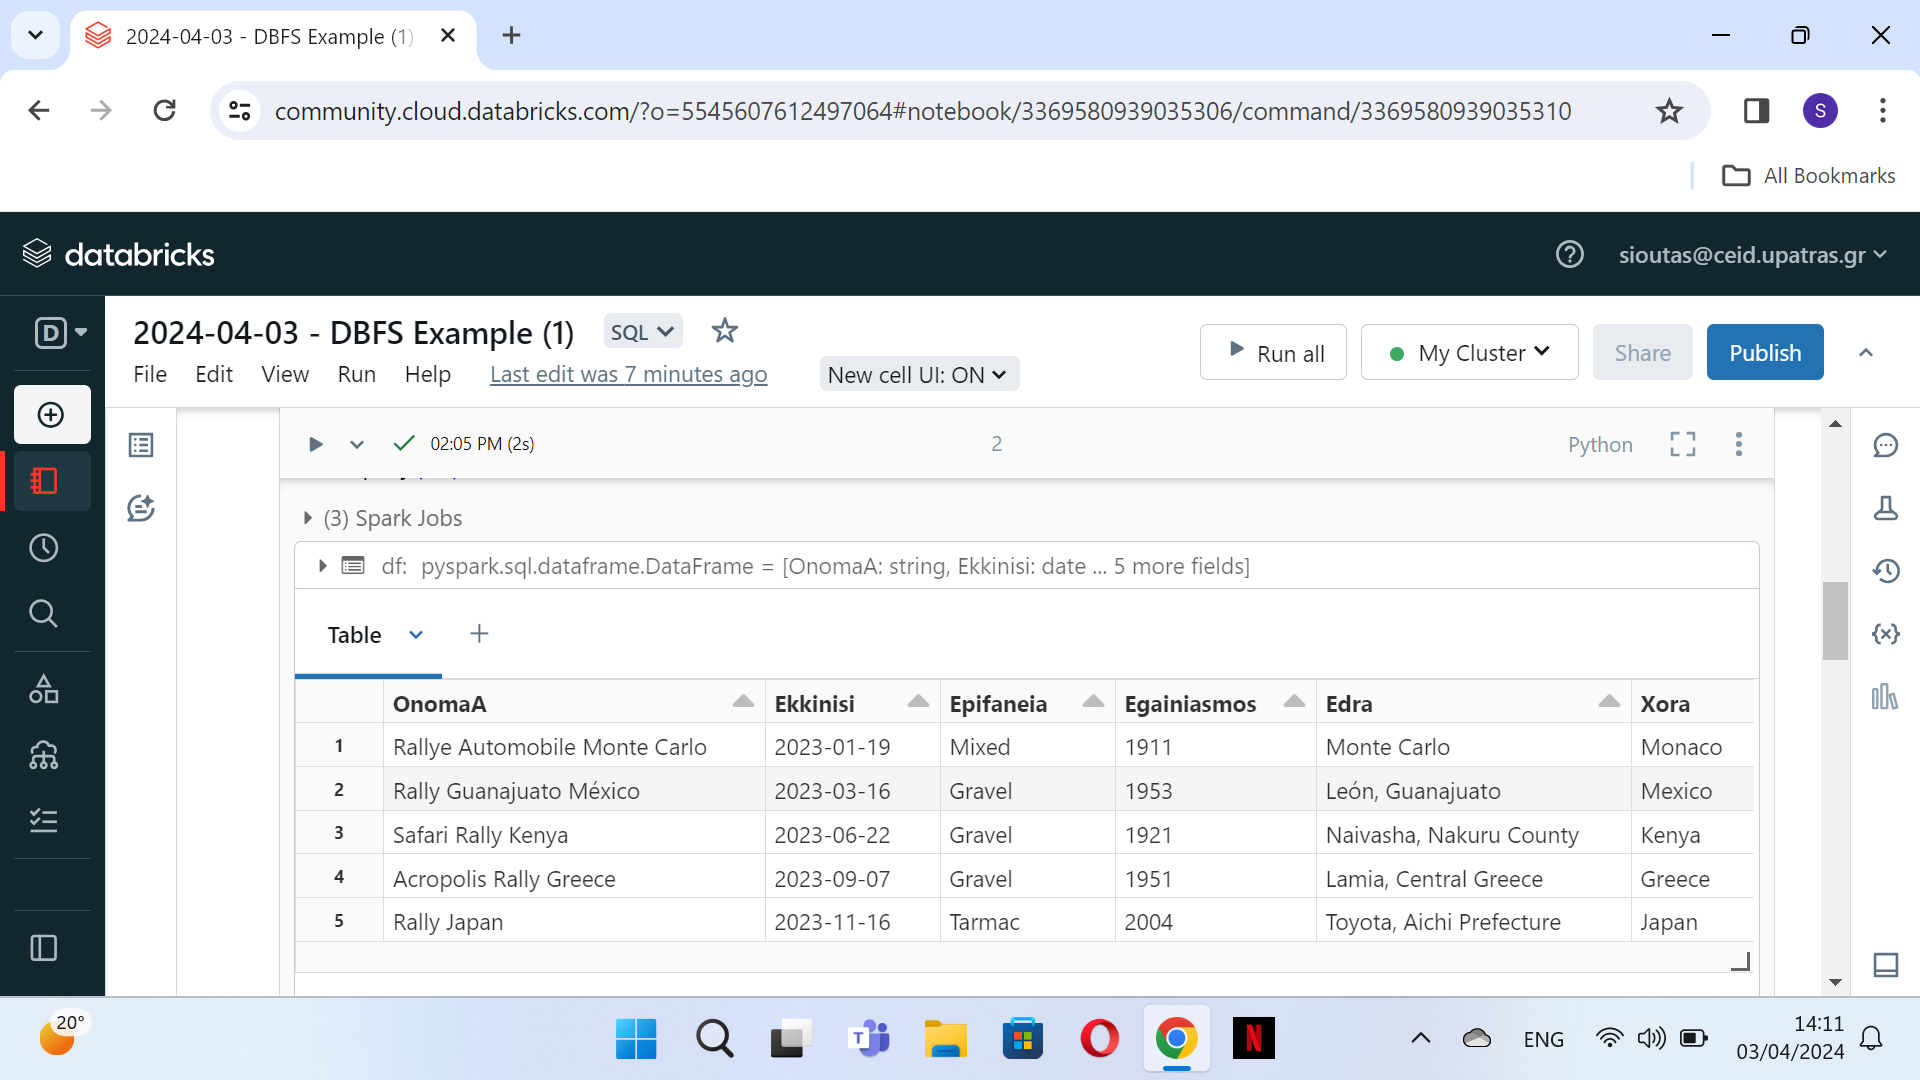 2024-04-03 - DBFS Example (1)
community.cloud.databricks.com/?o=5545607612497064#notebook/3369580939035306/command/3369580939035310
S
All Bookmarks
databricks
sioutas@ceid.upatras.gr
D
2024-04-03 - DBFS Example (1) SQL
File Edit View Run Help Last edit was 7 minutes ago New cell UI: ON
Run all My Cluster Share Publish
02:05 PM (2s) 2 Python
(3) Spark Jobs
df: pyspark.sql.dataframe.DataFrame = [OnomaA: string, Ekkinisi: date ... 5 more fields]
Table
OnomaA Ekkinisi Epifaneia Egainiasmos Edra Xora
1 Rallye Automobile Monte Carlo 2023-01-19 Mixed 1911 Monte Carlo Monaco
2 Rally Guanajuato México 2023-03-16 Gravel 1953 León, Guanajuato Mexico
3 Safari Rally Kenya 2023-06-22 Gravel 1921 Naivasha, Nakuru County Kenya
4 Acropolis Rally Greece 2023-09-07 Gravel 1951 Lamia, Central Greece Greece
5 Rally Japan 2023-11-16 Tarmac 2004 Toyota, Aichi Prefecture Japan
20°
T
N
ENG
14:11
03/04/2024